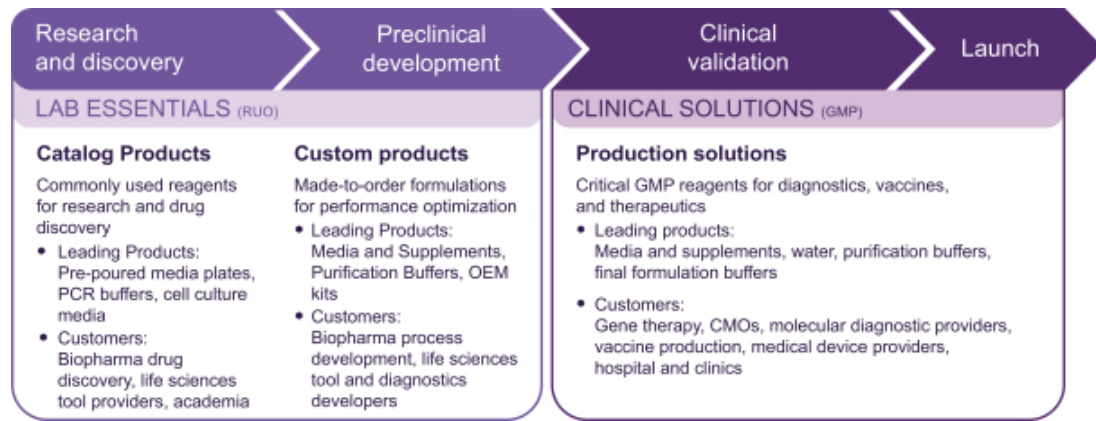 Research
and discovery
Preclinical
development
Clinical
validation
Launch
LAB ESSENTIALS (RUO)
CLINICAL SOLUTIONS (GMP)
Catalog Products
Commonly used reagents
for research and drug
discovery
• Leading Products:
Pre-poured media plates,
PCR buffers, cell culture
media
• Customers:
Biopharma drug
discovery, life sciences
tool providers, academia
Custom products
Made-to-order formulations
for performance optimization
• Leading Products:
Media and Supplements,
Purification Buffers, OEM
kits
• Customers:
Biopharma process
development, life sciences
tool and diagnostics
developers
Production solutions
Critical GMP reagents for diagnostics, vaccines,
and therapeutics
• Leading products:
Media and supplements, water, purification buffers,
final formulation buffers
• Customers:
Gene therapy, CMOs, molecular diagnostic providers,
vaccine production, medical device providers,
hospital and clinics